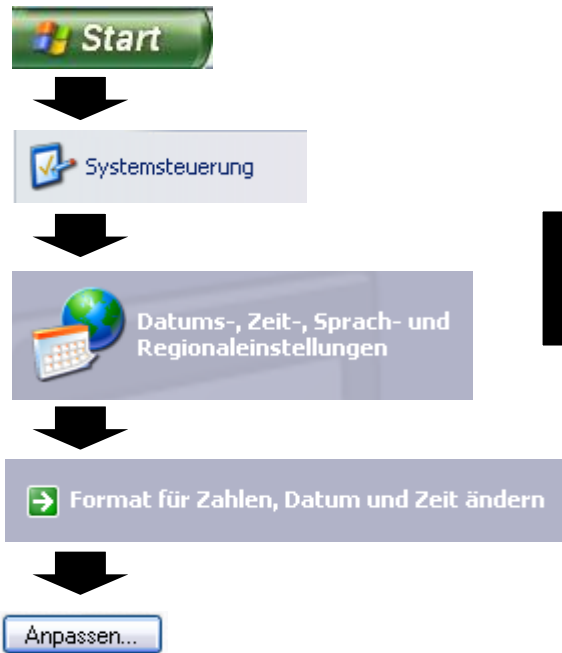 Start
Systemsteuerung
Datums-, Zeit-, Sprach- und
Regionaleinstellungen
Format für Zahlen, Datum und Zeit ändern
Anpassen...